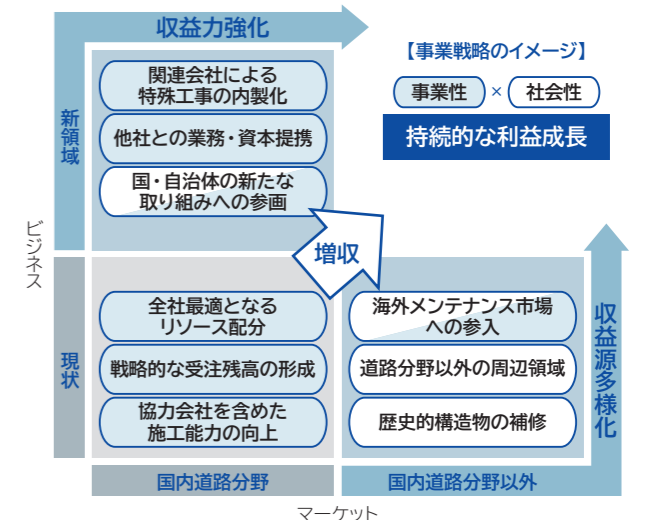 収益力強化
【事業戦略のイメージ】
事業性 × 社会性
持続的な利益成長
新領域
関連会社による
特殊工事の内製化
他社との業務・資本提携
国・自治体の新たな
取り組みへの参画
ビジネス
増収
現状
全社最適となる
リソース配分
戦略的な受注残高の形成
協力会社を含めた
施工能力の向上
海外メンテナンス市場
への参入
道路分野以外の周辺領域
歴史的構造物の補修
収益源多様化
国内道路分野
国内道路分野以外
マーケット